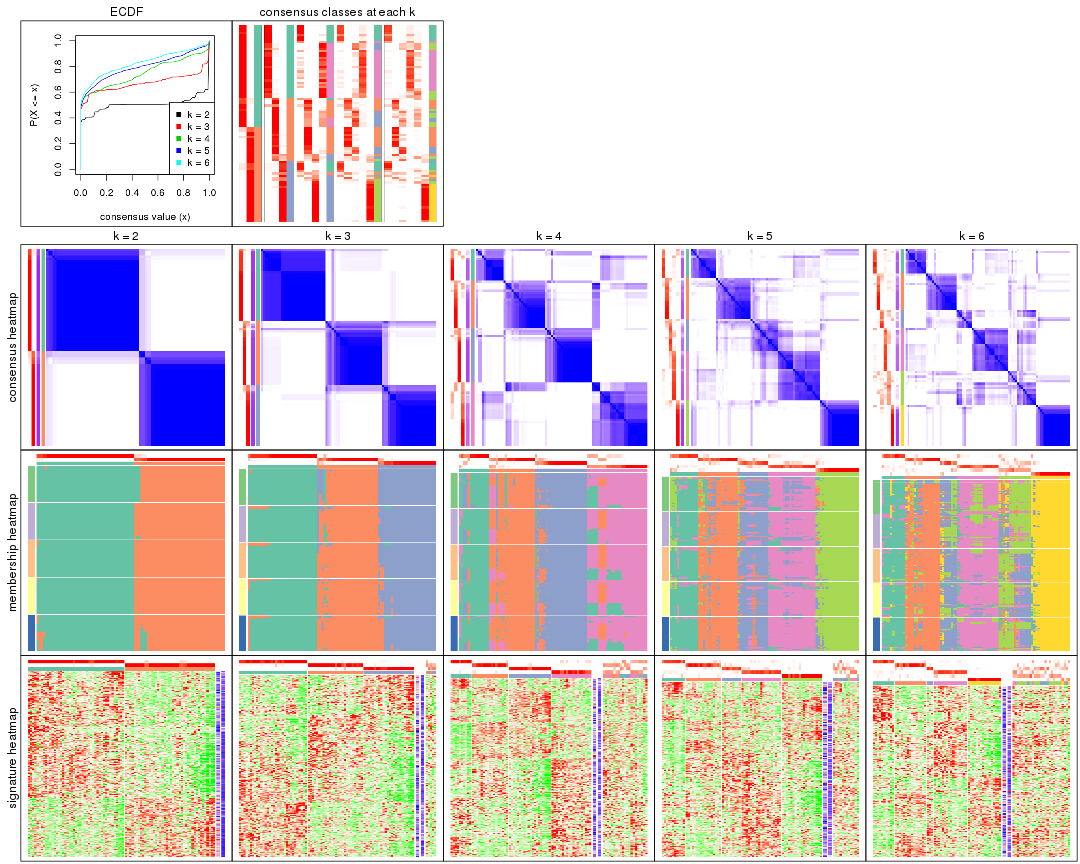 ECDF
consensus classes at each k
P(X <= x)
0.0 0.2 0.4 0.6 0.8 1.0
k = 2
k = 3
k = 4
k = 5
k = 6
0.0 0.2 0.4 0.6 0.8 1.0
consensus value (x)
k = 2 k = 3 k = 4 k = 5 k = 6
consensus heatmap
membership heatmap
signature heatmap